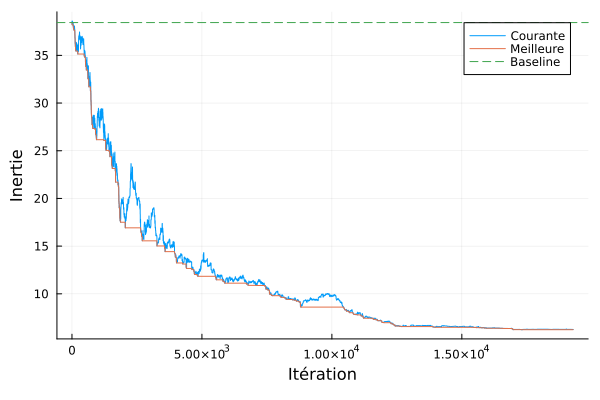 Inertie
35
30
25
20
15
10
Courante
Meilleure
Baseline
0
5.00×10³
1.00×10⁴
1.50×10⁴
Itération